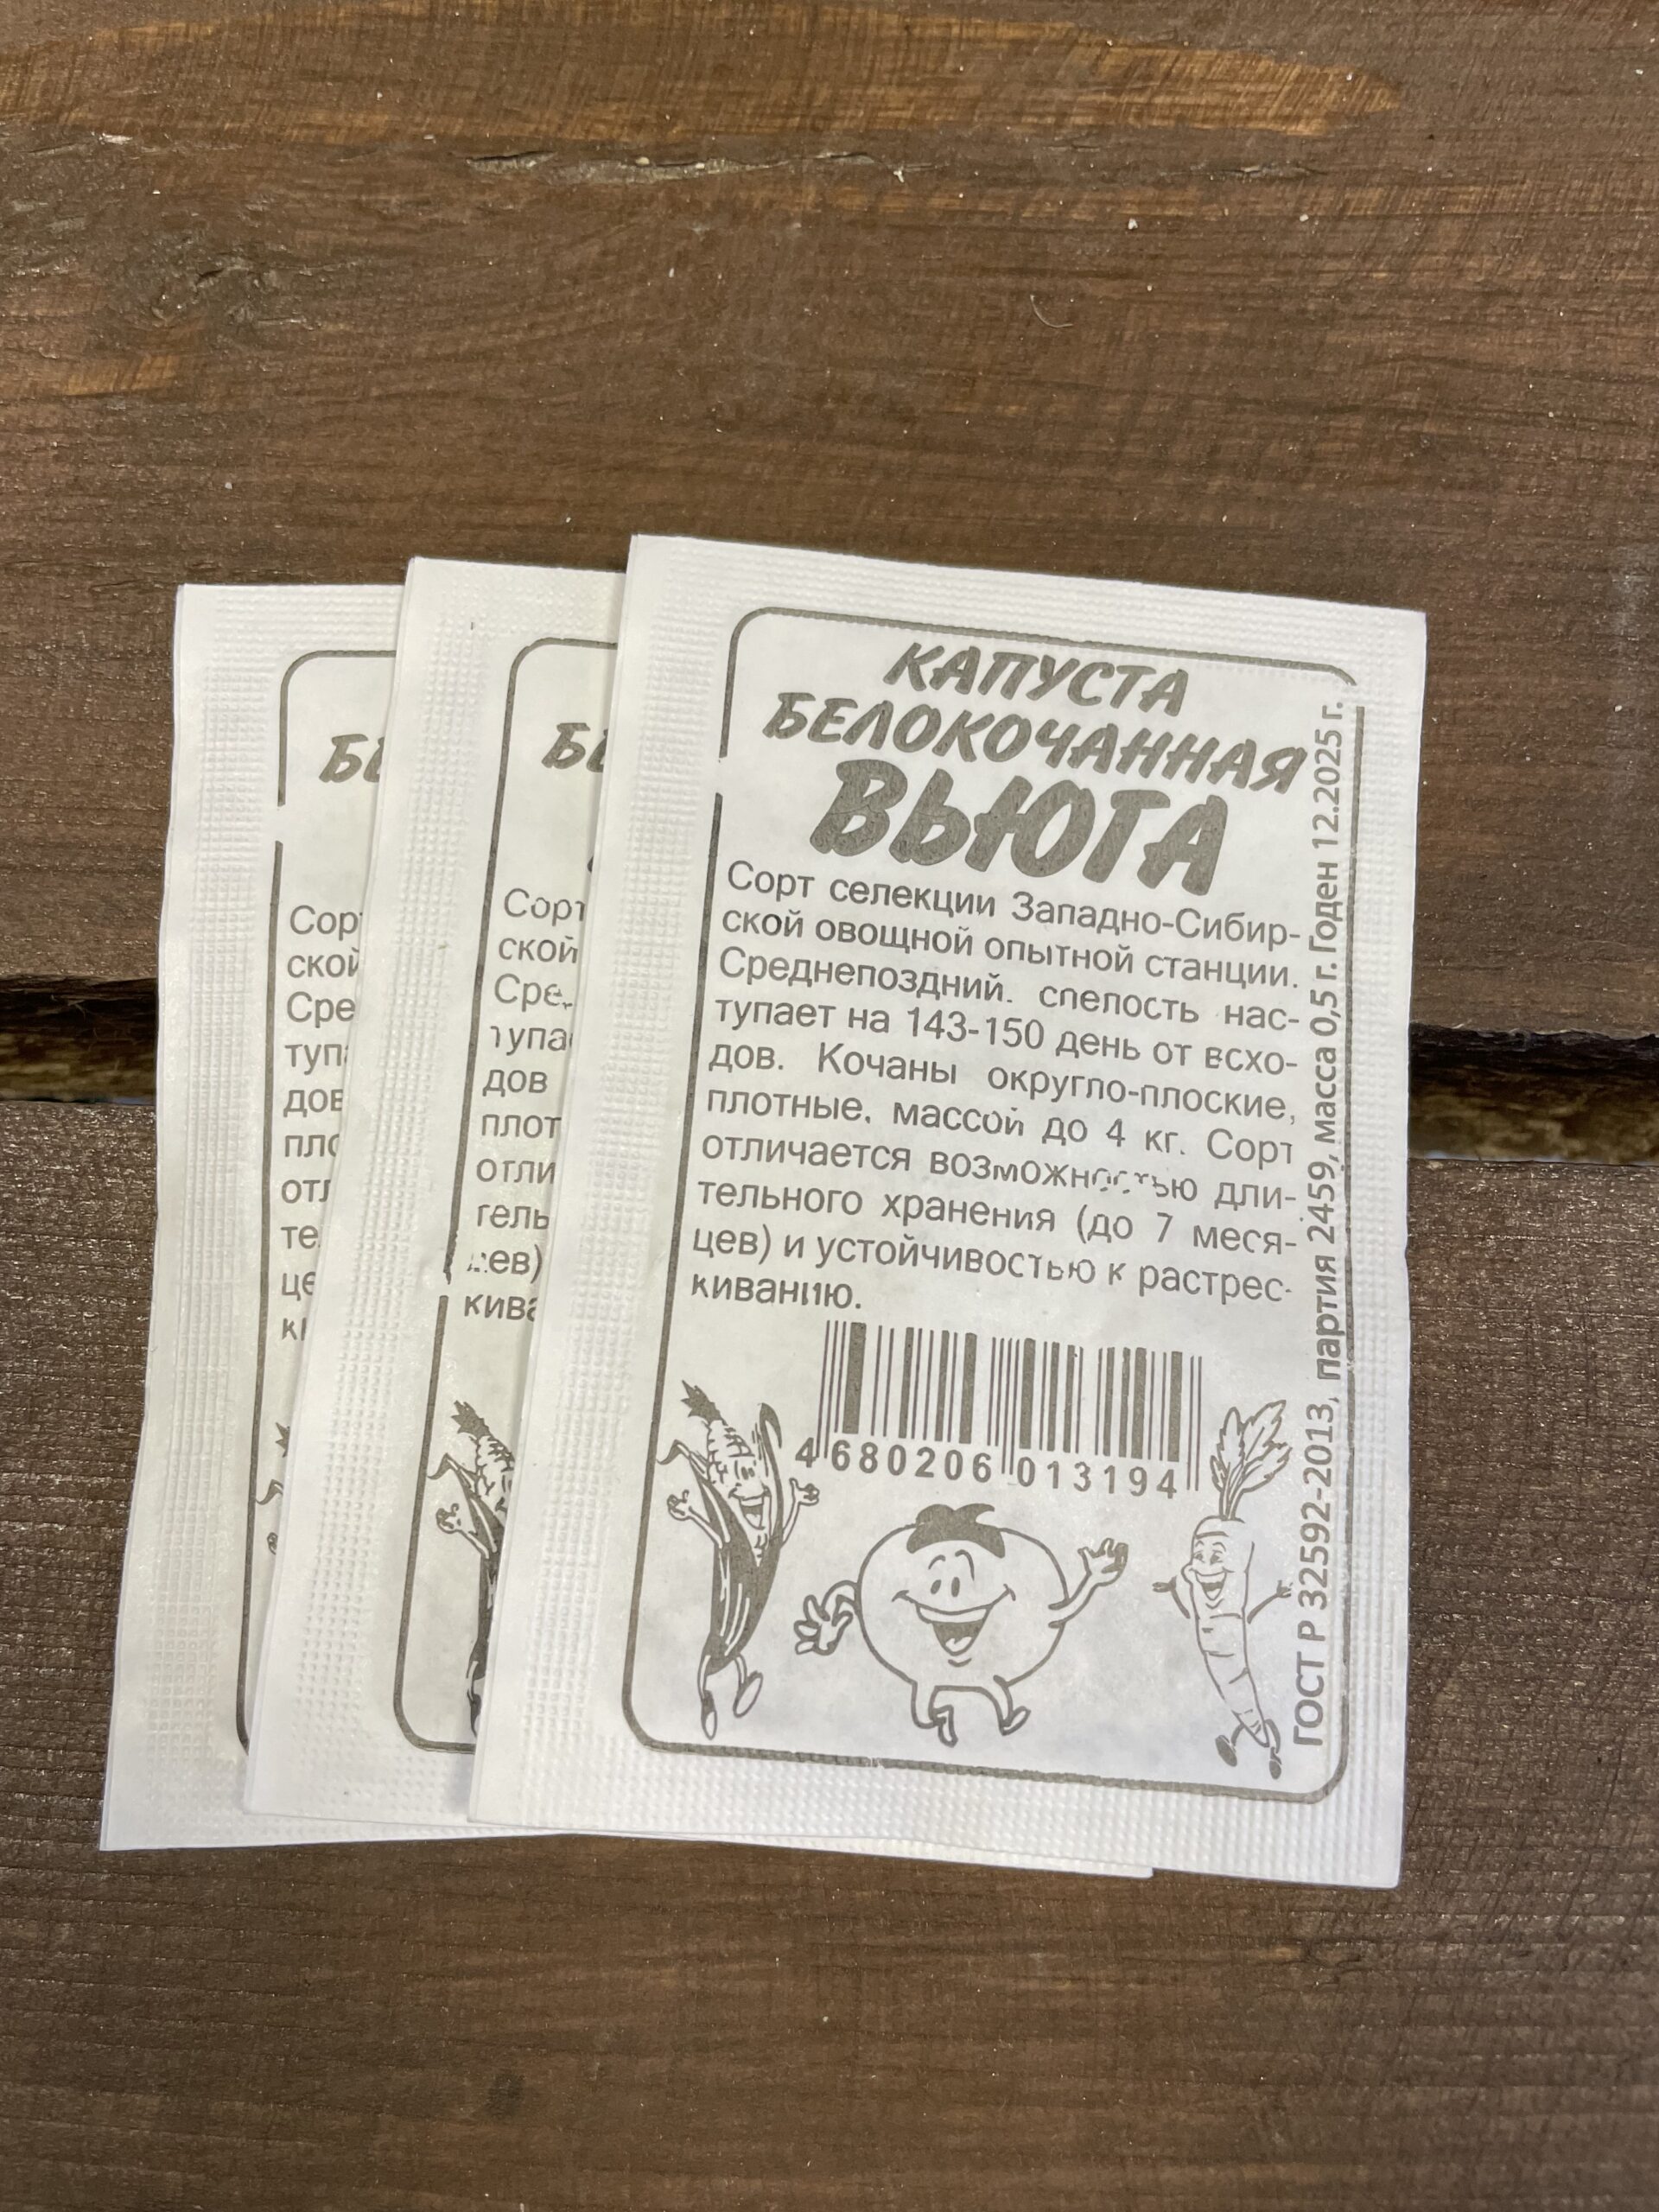 КАПУСТА
БЕЛОКОЧАННАЯ
ВЬЮГА
Сорт селекции Западно-Сибир-
ской овощной опытной станции.
Среднепоздний. спелость нас-
тупает на 143-150 день от всхо-
дов. Кочаны округло-плоские,
плотные. массой до 4 кг. Сорт
отличается возможностью дли-
тельного хранения (до 7 меся-
цев) и устойчивостью к растрес-
киванию.
4 680206 013194
ГОСТ Р 32592-2013, партия 2459, масса 0,5 г. Годен 12.2025 г.